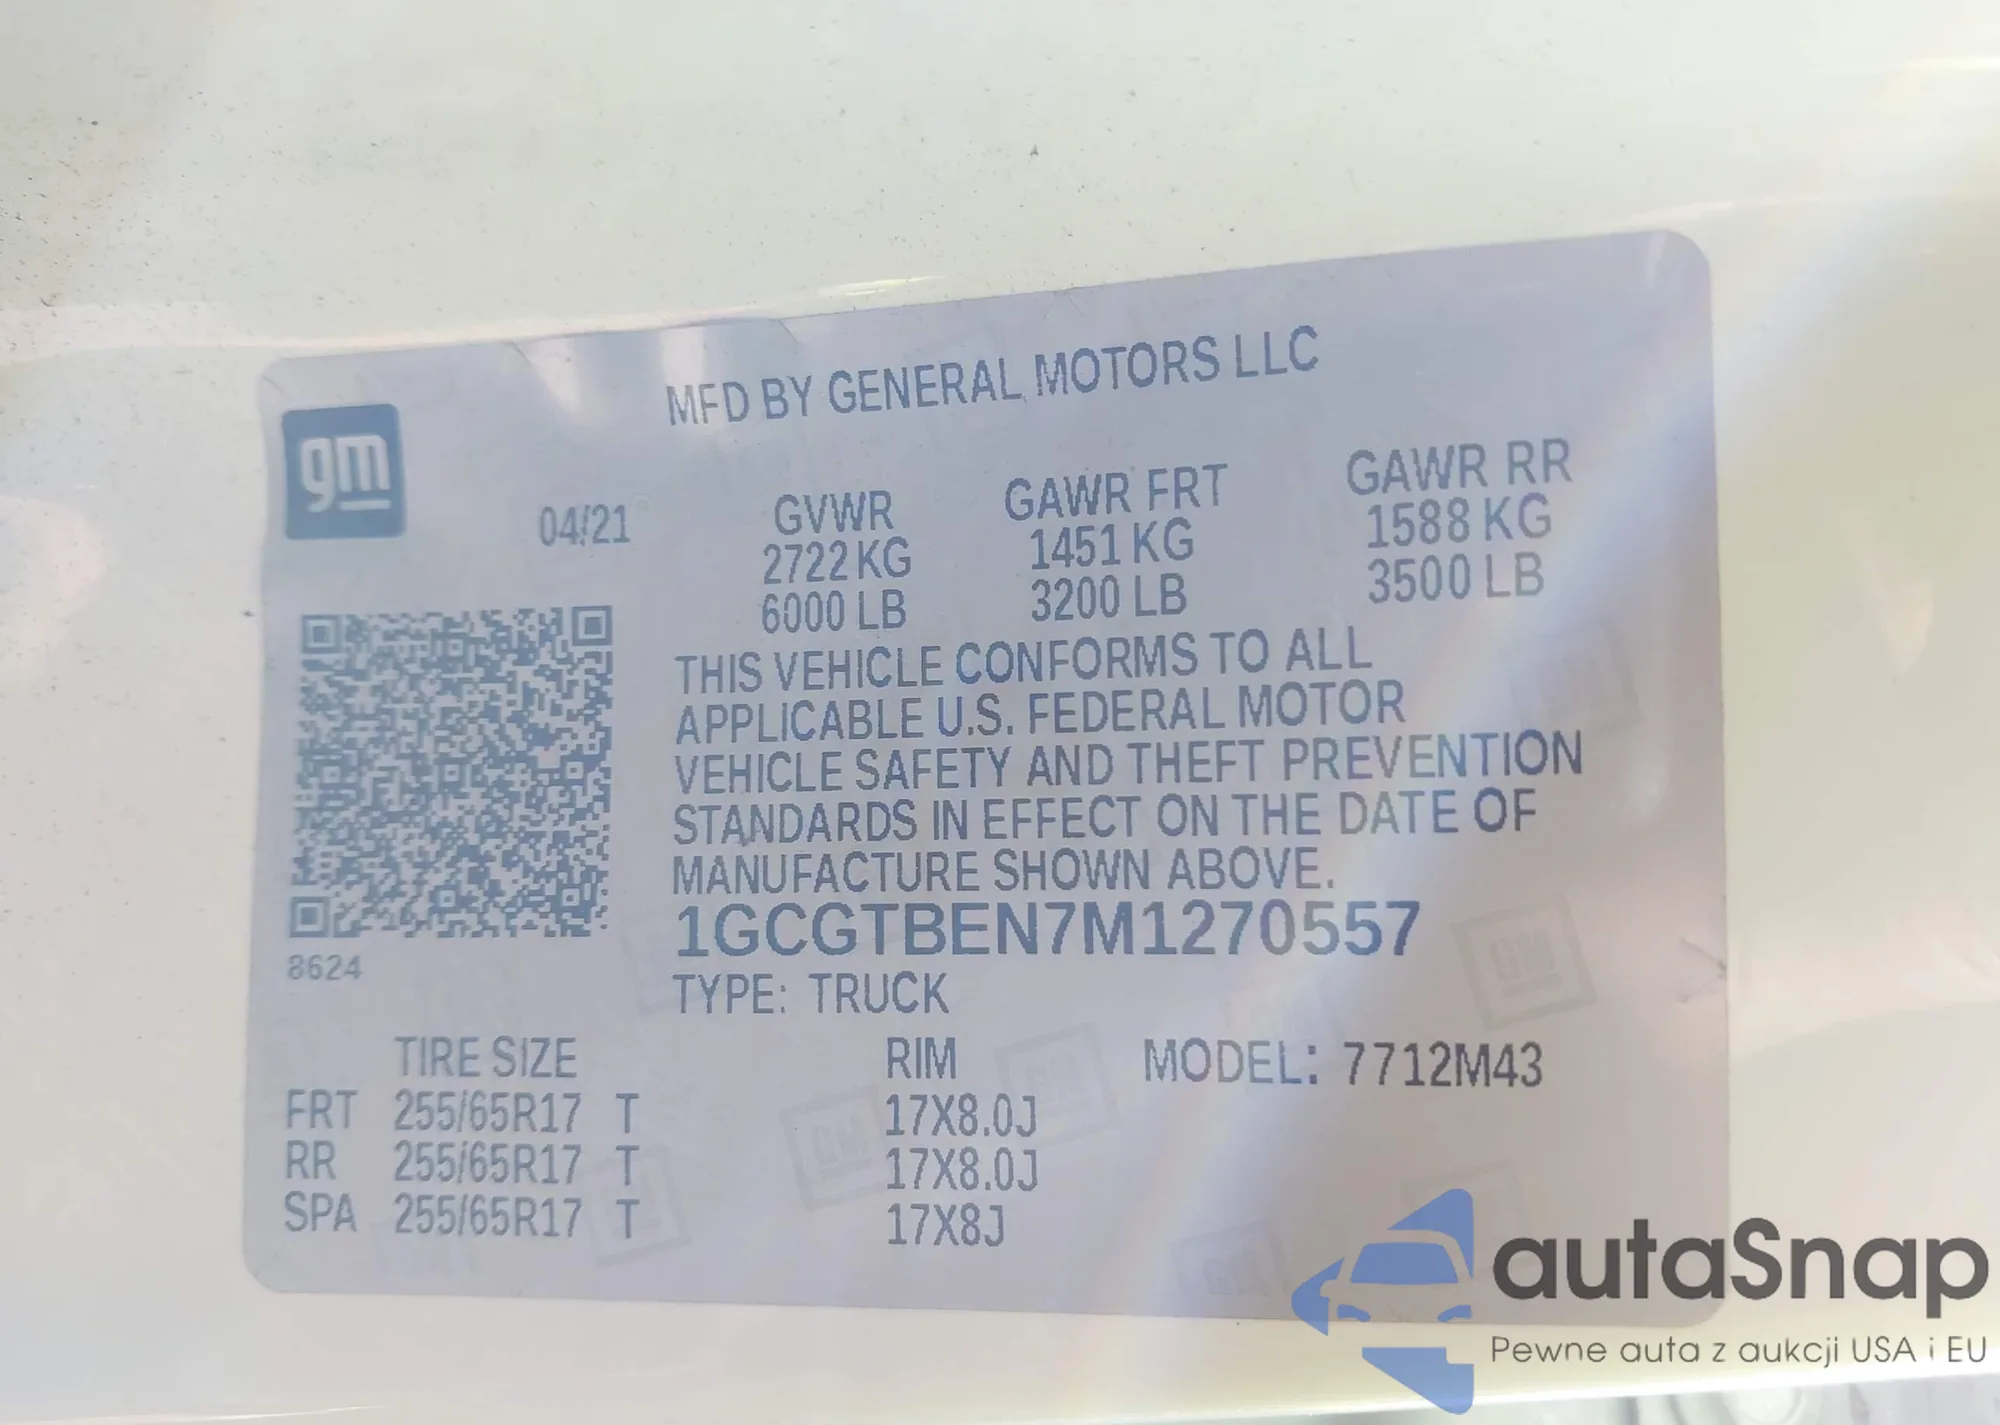 MFD BY GENERAL MOTORS LLC
gm
04/21
GVWR GAWR FRT GAWR RR
2722 KG 1451 KG 1588 KG
6000 LB 3200 LB 3500 LB
THIS VEHICLE CONFORMS TO ALL
APPLICABLE U.S. FEDERAL MOTOR
VEHICLE SAFETY AND THEFT PREVENTION
STANDARDS IN EFFECT ON THE DATE OF
MANUFACTURE SHOWN ABOVE.
1GCGTBEN7M1270557
8624
TYPE: TRUCK
TIRE SIZE RIM MODEL: 7712M43
FRT 255/65R17 T 17X8.0J
RR 255/65R17 T 17X8.0J
SPA 255/65R17 T 17X8J
autaSnap
Pewne auta z aukcji USA i EU